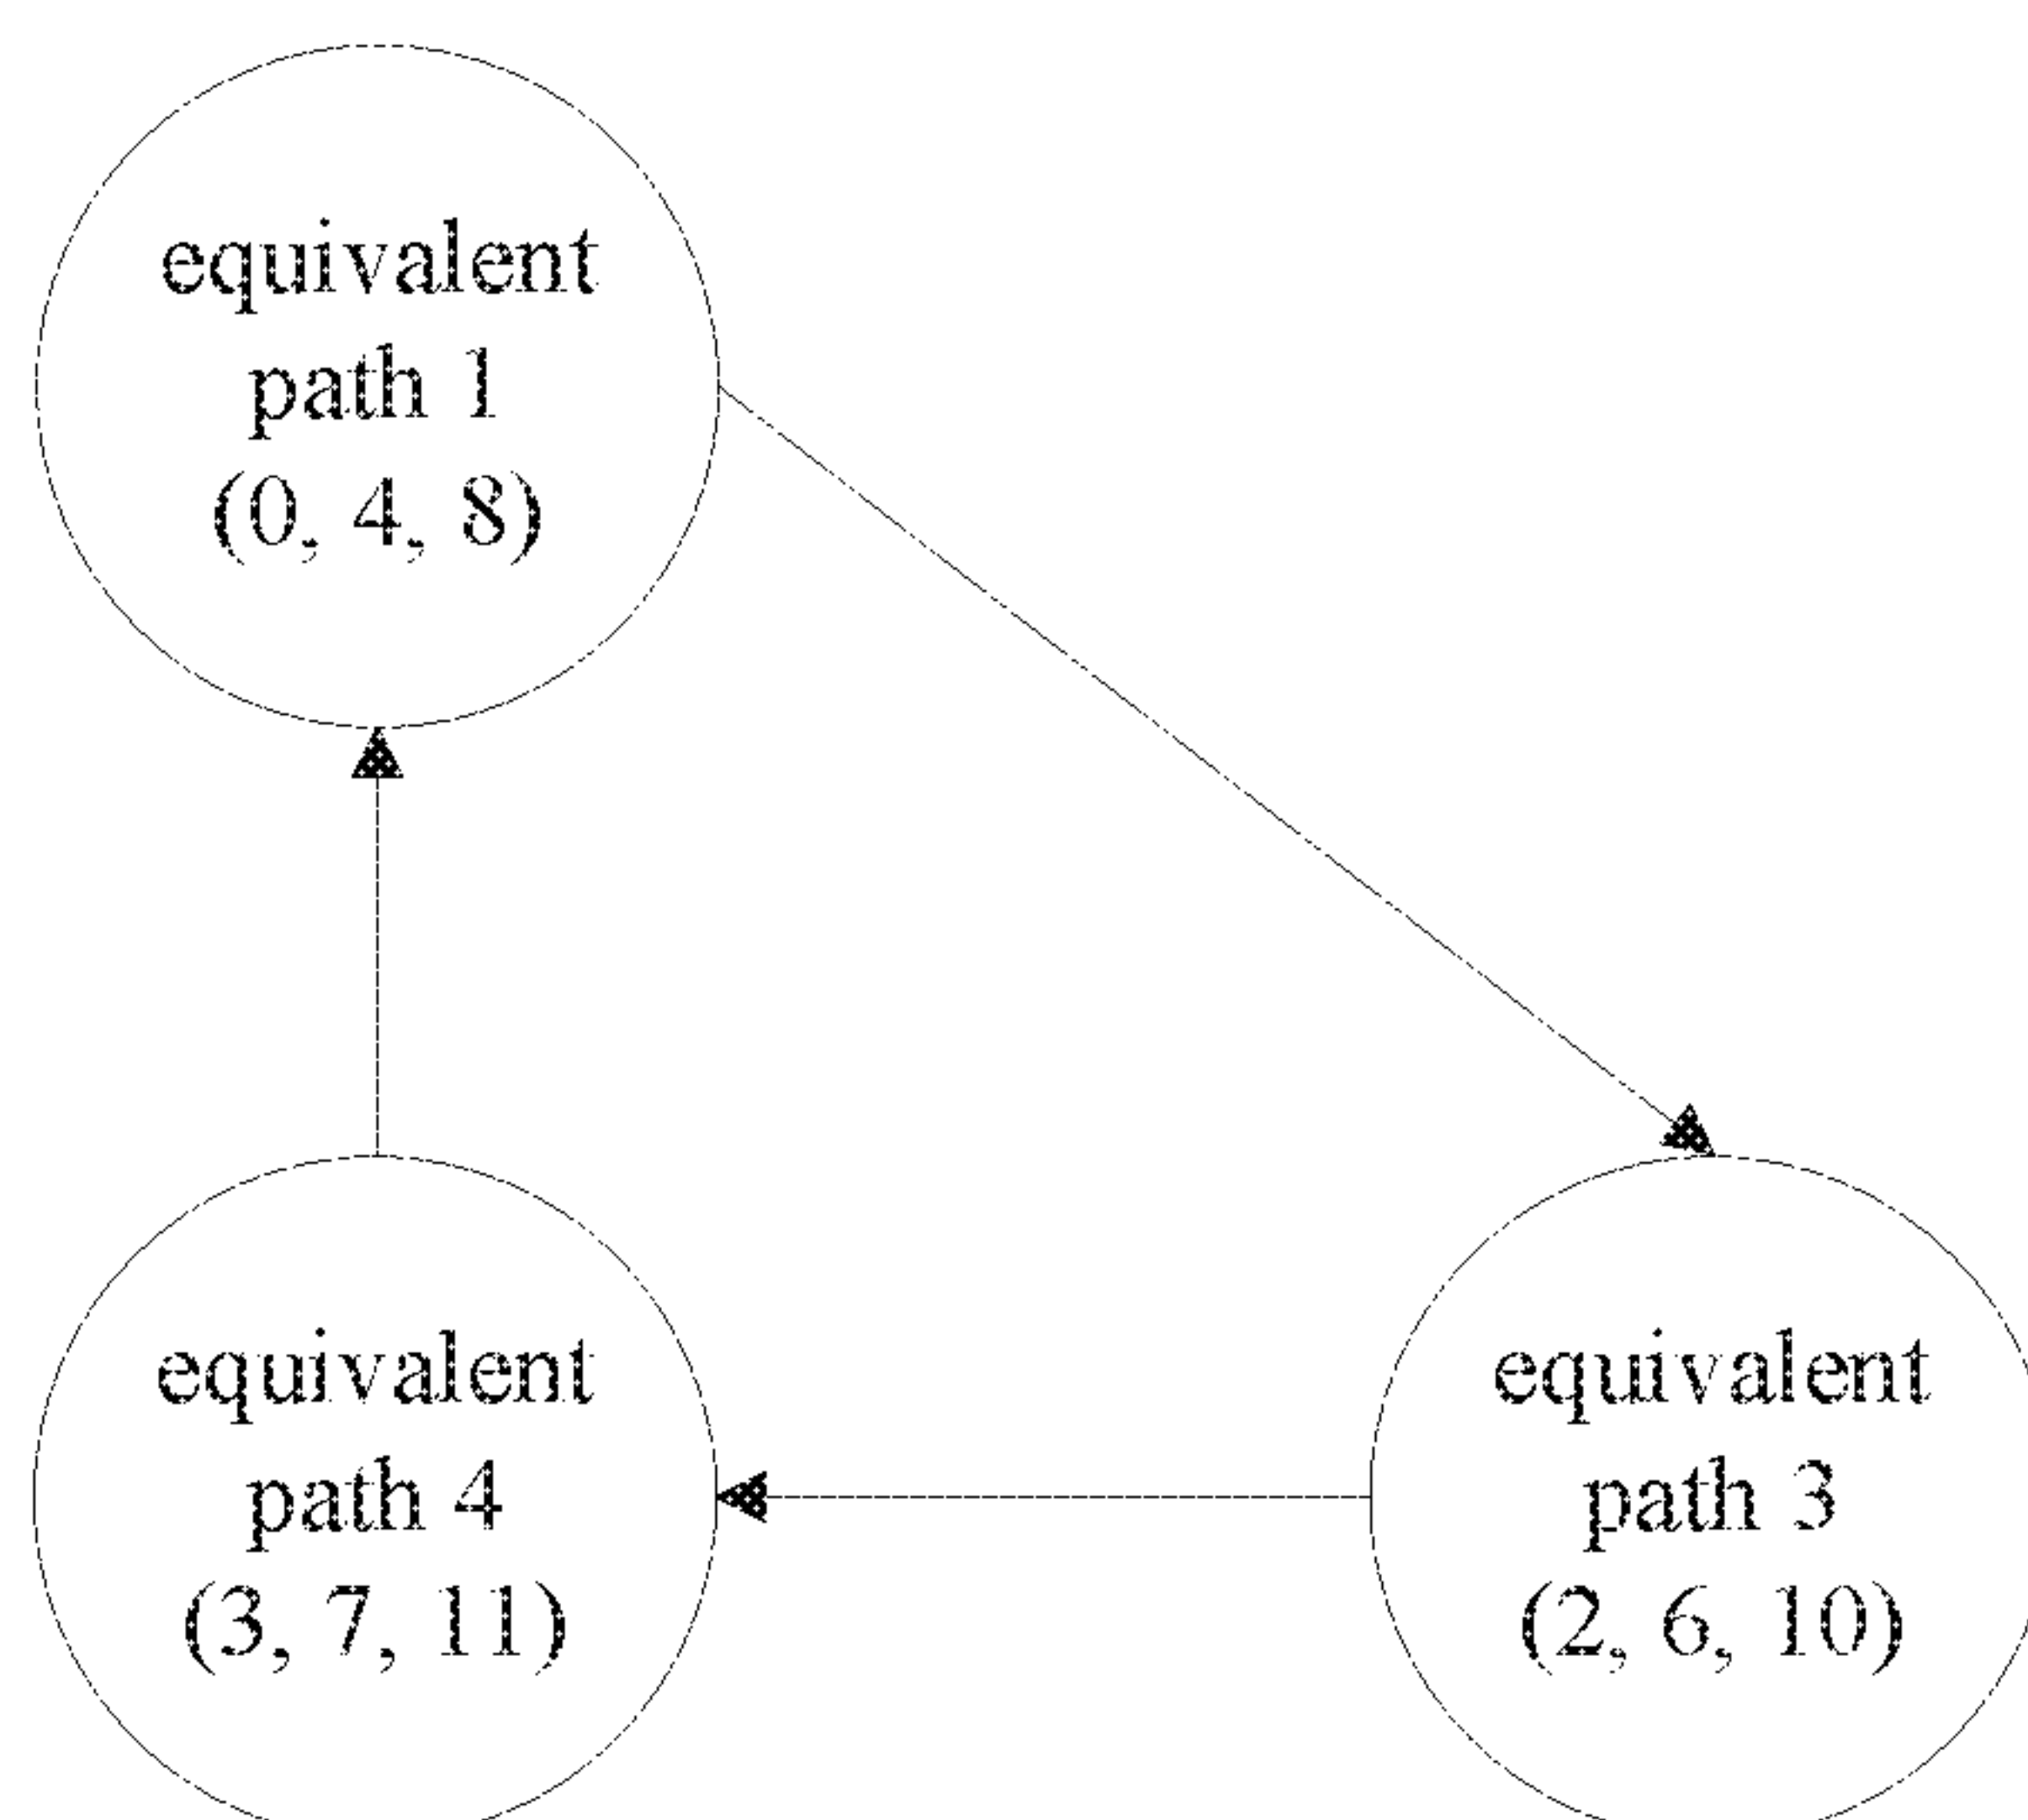 equivalent
path 1
(0, 4, 8)
equivalent
path 4
(3, 7, 11)
equivalent
path 3
(2, 6, 10)